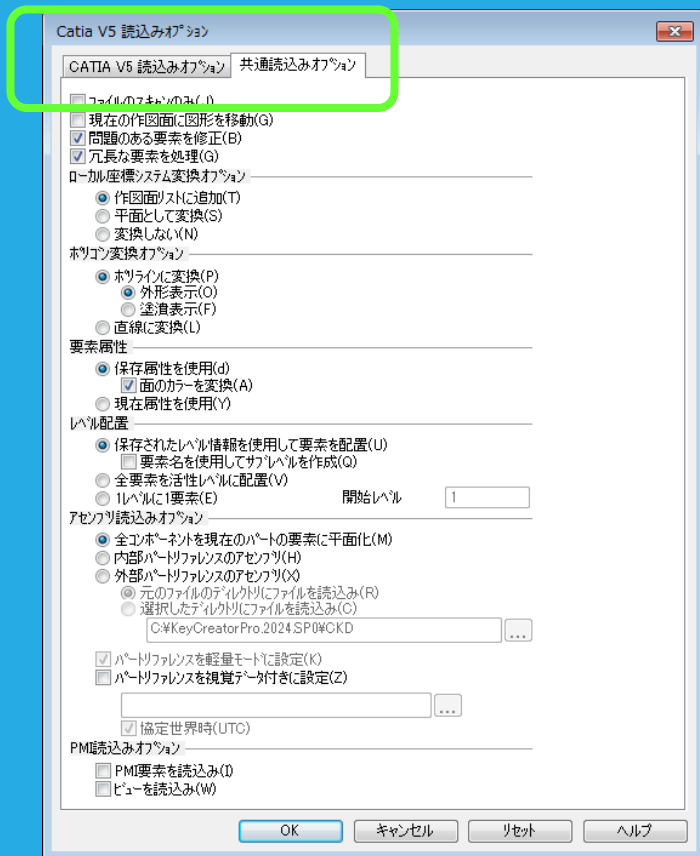 Catia V5 読込みオプション
CATIA V5 読込みオプション 共通読込みオプション
ファイルのスキャンのみ(J)
現在の作図面に図形を移動(G)
問題のある要素を修正(B)
冗長な要素を処理(G)
ローカル座標システム変換オプション
作図面リストに追加(T)
平面として変換(S)
変換しない(N)
ポリゴン変換オプション
ポリラインに変換(P)
外形表示(O)
塗潰表示(F)
直線に変換(L)
要素属性
保存属性を使用(d)
面のカラーを変換(A)
現在属性を使用(Y)
レベル配置
保存されたレベル情報を使用して要素を配置(U)
要素名を使用してサブレベルを作成(Q)
全要素を活性レベルに配置(V)
1レベルに1要素(E) 開始レベル 1
アセンブリ読込みオプション
全コンポーネントを現在のパートの要素に平面化(M)
内部パートリファレンスのアセンブリ(H)
外部パートリファレンスのアセンブリ(X)
元のファイルのディレクトリにファイルを読込み(R)
選択したディレクトリにファイルを読込み(C)
C:¥KeyCreatorPro.2024.SP0¥CKD ...
パートリファレンスを軽量モードに設定(K)
パートリファレンスを視覚データ付きに設定(Z)
...
協定世界時(UTC)
PMI読込みオプション
PMI要素を読込み(I)
ビューを読込み(W)
OK キャンセル リセット ヘルプ